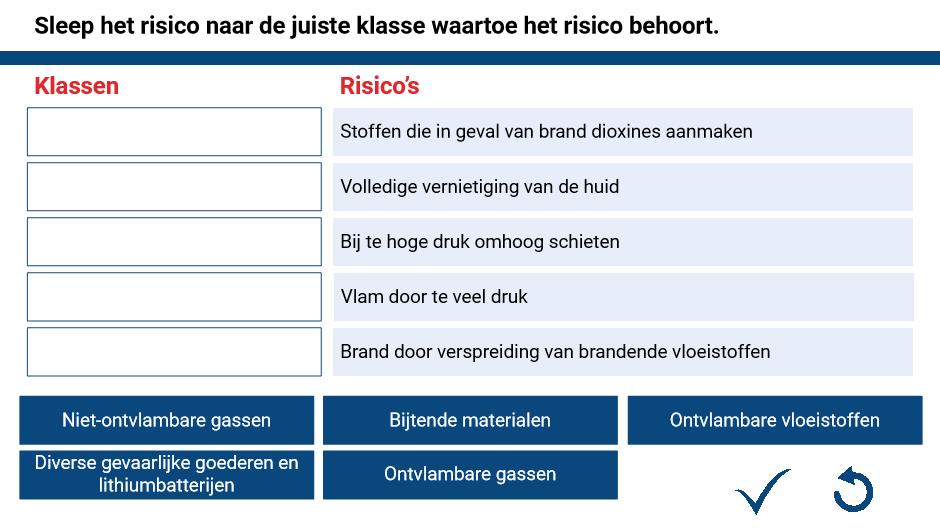 Sleep het risico naar de juiste klasse waartoe het risico behoort.
Klassen
Risico's
Stoffen die in geval van brand dioxines aanmaken
Volledige vernietiging van de huid
Bij te hoge druk omhoog schieten
Vlam door te veel druk
Brand door verspreiding van brandende vloeistoffen
Niet-ontvlambare gassen
Bijtende materialen
Ontvlambare vloeistoffen
Diverse gevaarlijke goederen en
lithiumbatterijen
Ontvlambare gassen